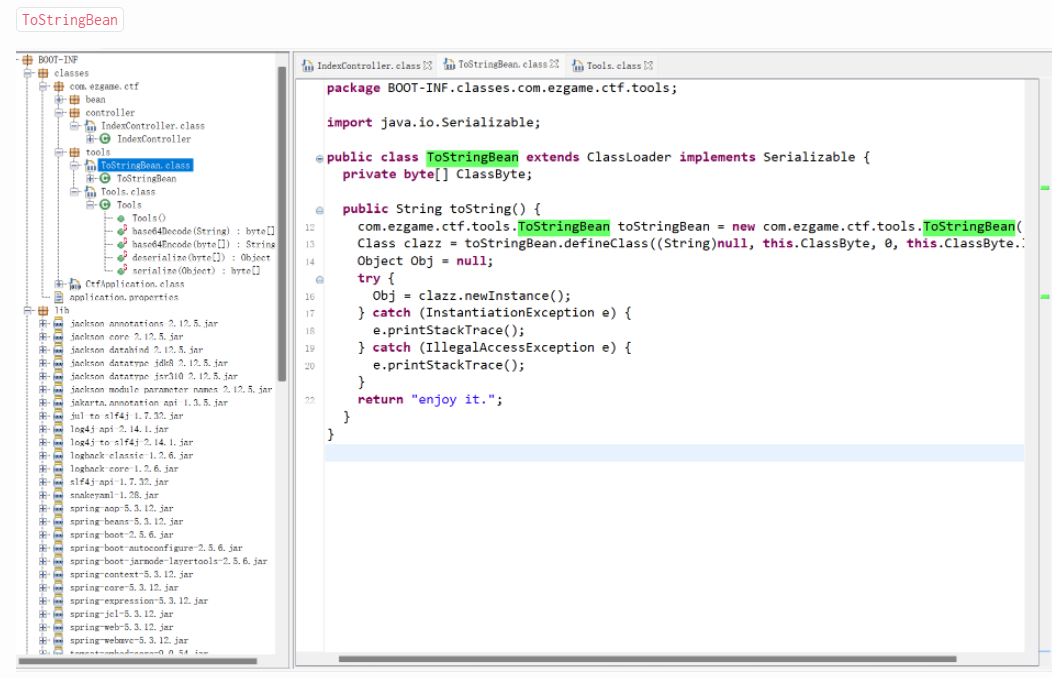 ToStringBean
BOOT-INF
classes
com.ezgame.ctf
bean
controller
IndexController.class
IndexController
tools
ToStringBean.class
ToStringBean
Tools.class
Tools
Tools()
base64Decode(String) : byte[]
base64Encode(byte[]) : String
deserialize(byte[]) : Object
serialize(Object) : byte[]
CtfApplication.class
application.properties
lib
jackson-annotations-2.12.5.jar
jackson-core-2.12.5.jar
jackson-databind-2.12.5.jar
jackson-datatype-jdk8-2.12.5.jar
jackson-datatype-jsr310-2.12.5.jar
jackson-module-parameter-names-2.12.5.jar
jakarta.annotation-api-1.3.5.jar
jul-to-slf4j-1.7.32.jar
log4j-api-2.14.1.jar
log4j-to-slf4j-2.14.1.jar
logback-classic-1.2.6.jar
logback-core-1.2.6.jar
slf4j-api-1.7.32.jar
snakeyaml-1.28.jar
spring-aop-5.3.12.jar
spring-beans-5.3.12.jar
spring-boot-2.5.6.jar
spring-boot-autoconfigure-2.5.6.jar
spring-boot-jarmode-layertools-2.5.6.jar
spring-context-5.3.12.jar
spring-core-5.3.12.jar
spring-expression-5.3.12.jar
spring-jcl-5.3.12.jar
spring-web-5.3.12.jar
spring-webmvc-5.3.12.jar
tomcat-embed-core-9.0.54.jar
IndexController.class ToStringBean.class Tools.class
package BOOT-INF.classes.com.ezgame.ctf.tools;
import java.io.Serializable;
public class ToStringBean extends ClassLoader implements Serializable {
private byte[] ClassByte;
public String toString() {
12 com.ezgame.ctf.tools.ToStringBean toStringBean = new com.ezgame.ctf.tools.ToStringBean(
13 Class clazz = toStringBean.defineClass((String)null, this.ClassByte, 0, this.ClassByte.
14 Object Obj = null;
try {
16 Obj = clazz.newInstance();
17 } catch (InstantiationException e) {
18 e.printStackTrace();
19 } catch (IllegalAccessException e) {
20 e.printStackTrace();
}
22 return "enjoy it.";
}
}